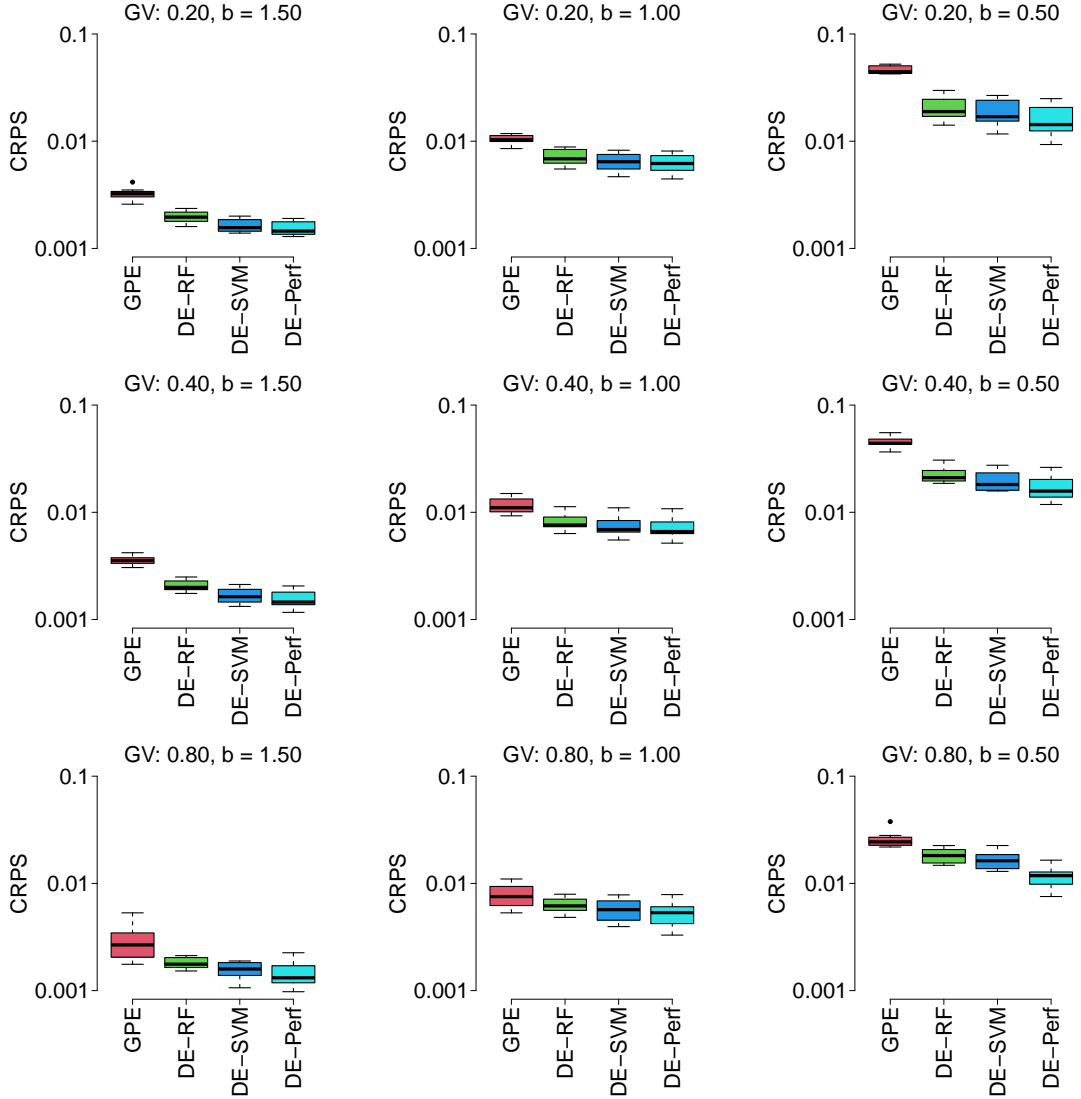 GV: 0.20, b = 1.50
CRPS
0.1
0.01
0.001
GPE
DE−RF
DE−SVM
DE−Perf
GV: 0.20, b = 1.00
CRPS
0.1
0.01
0.001
GPE
DE−RF
DE−SVM
DE−Perf
GV: 0.20, b = 0.50
CRPS
0.1
0.01
0.001
GPE
DE−RF
DE−SVM
DE−Perf
GV: 0.40, b = 1.50
CRPS
0.1
0.01
0.001
GPE
DE−RF
DE−SVM
DE−Perf
GV: 0.40, b = 1.00
CRPS
0.1
0.01
0.001
GPE
DE−RF
DE−SVM
DE−Perf
GV: 0.40, b = 0.50
CRPS
0.1
0.01
0.001
GPE
DE−RF
DE−SVM
DE−Perf
GV: 0.80, b = 1.50
CRPS
0.1
0.01
0.001
GPE
DE−RF
DE−SVM
DE−Perf
GV: 0.80, b = 1.00
CRPS
0.1
0.01
0.001
GPE
DE−RF
DE−SVM
DE−Perf
GV: 0.80, b = 0.50
CRPS
0.1
0.01
0.001
GPE
DE−RF
DE−SVM
DE−Perf